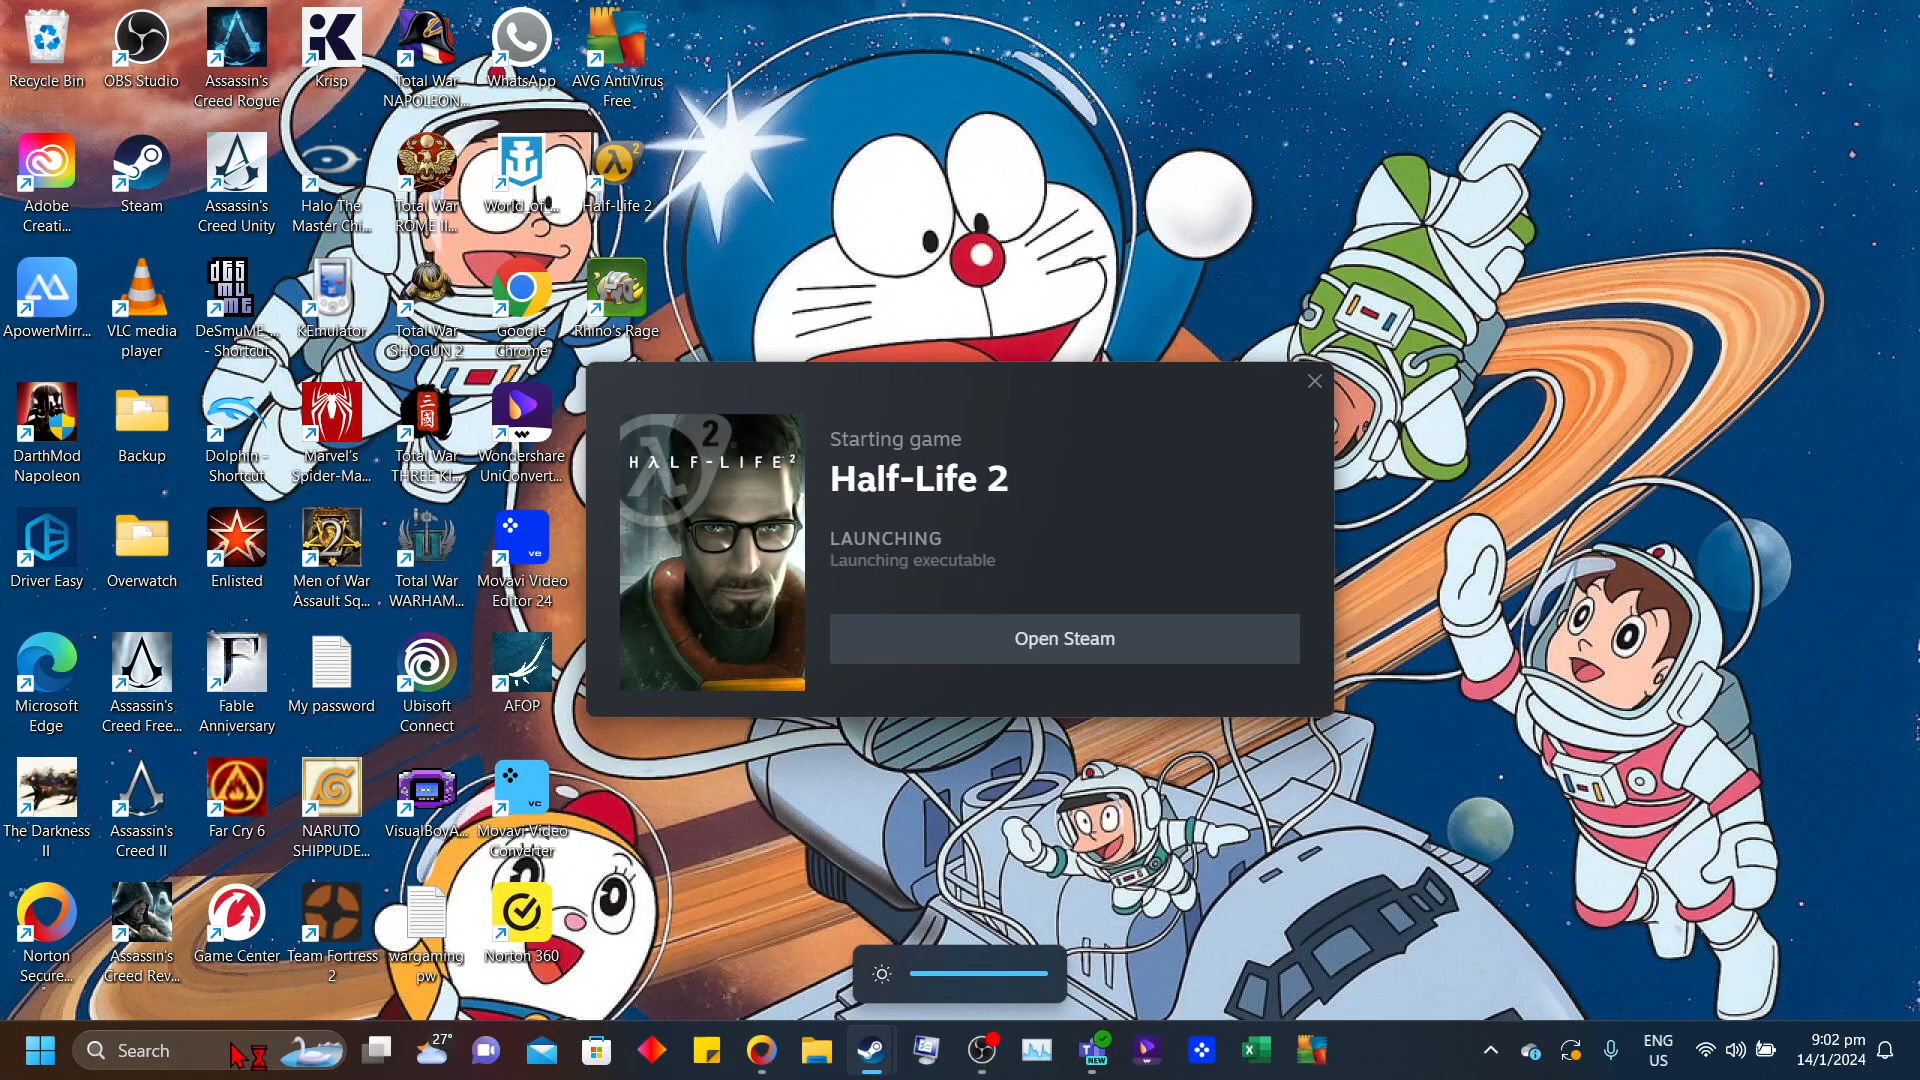 Recycle Bin
OBS Studio
Assassin's
Creed Rogue
Krisp
Total War
NAPOLEON...
WhatsApp
AVG AntiVirus
Free
Adobe
Creati...
Steam
Assassin's
Creed Unity
Halo The
Master Chi...
Total War
ROME II...
World_of_...
Half-Life 2
ApowerMirr...
VLC media
player
DeSmuME_...
- Shortcut
KEmulator
Total War
SHOGUN 2
Google
Chrome
Rhino's Rage
DarthMod
Napoleon
Backup
Dolphin -
Shortcut
Marvel's
Spider-Ma...
Total War
THREE KI...
Wondershare
UniConvert...
Driver Easy
Overwatch
Enlisted
Men of War
Assault Sq...
Total War
WARHAM...
Movavi Video
Editor 24
Microsoft
Edge
Assassin's
Creed Free...
Fable
Anniversary
My password
Ubisoft
Connect
AFOP
The Darkness
II
Assassin's
Creed II
Far Cry 6
NARUTO
SHIPPUDE...
VisualBoyA...
Movavi Video
Converter
Norton
Secure...
Assassin's
Creed Rev...
Game Center
Team Fortress
2
wargaming
pw
Norton 360
HALF-LIFE 2
Starting game
Half-Life 2
LAUNCHING
Launching executable
Open Steam
Search
27°
NEW
ENG
US
9:02 pm
14/1/2024